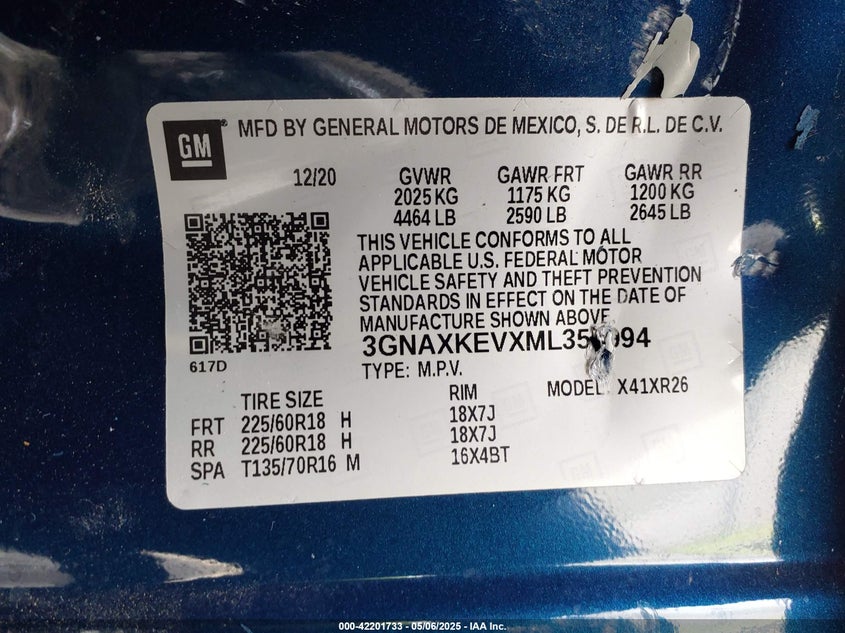 GM
MFD BY GENERAL MOTORS DE MEXICO, S. DE R.L. DE C.V.
12/20 GVWR GAWR FRT GAWR RR
2025 KG 1175 KG 1200 KG
4464 LB 2590 LB 2645 LB
THIS VEHICLE CONFORMS TO ALL
APPLICABLE U.S. FEDERAL MOTOR
VEHICLE SAFETY AND THEFT PREVENTION
STANDARDS IN EFFECT ON THE DATE OF
MANUFACTURE SHOWN ABOVE
617D
TYPE: M.P.V. MODEL: X41XR26
TIRE SIZE RIM
FRT 225/60R18 H 18X7J
RR 225/60R18 H 18X7J
SPA T135/70R16 M 16X4BT
000-42201733 - 05/06/2025 - IAA Inc.